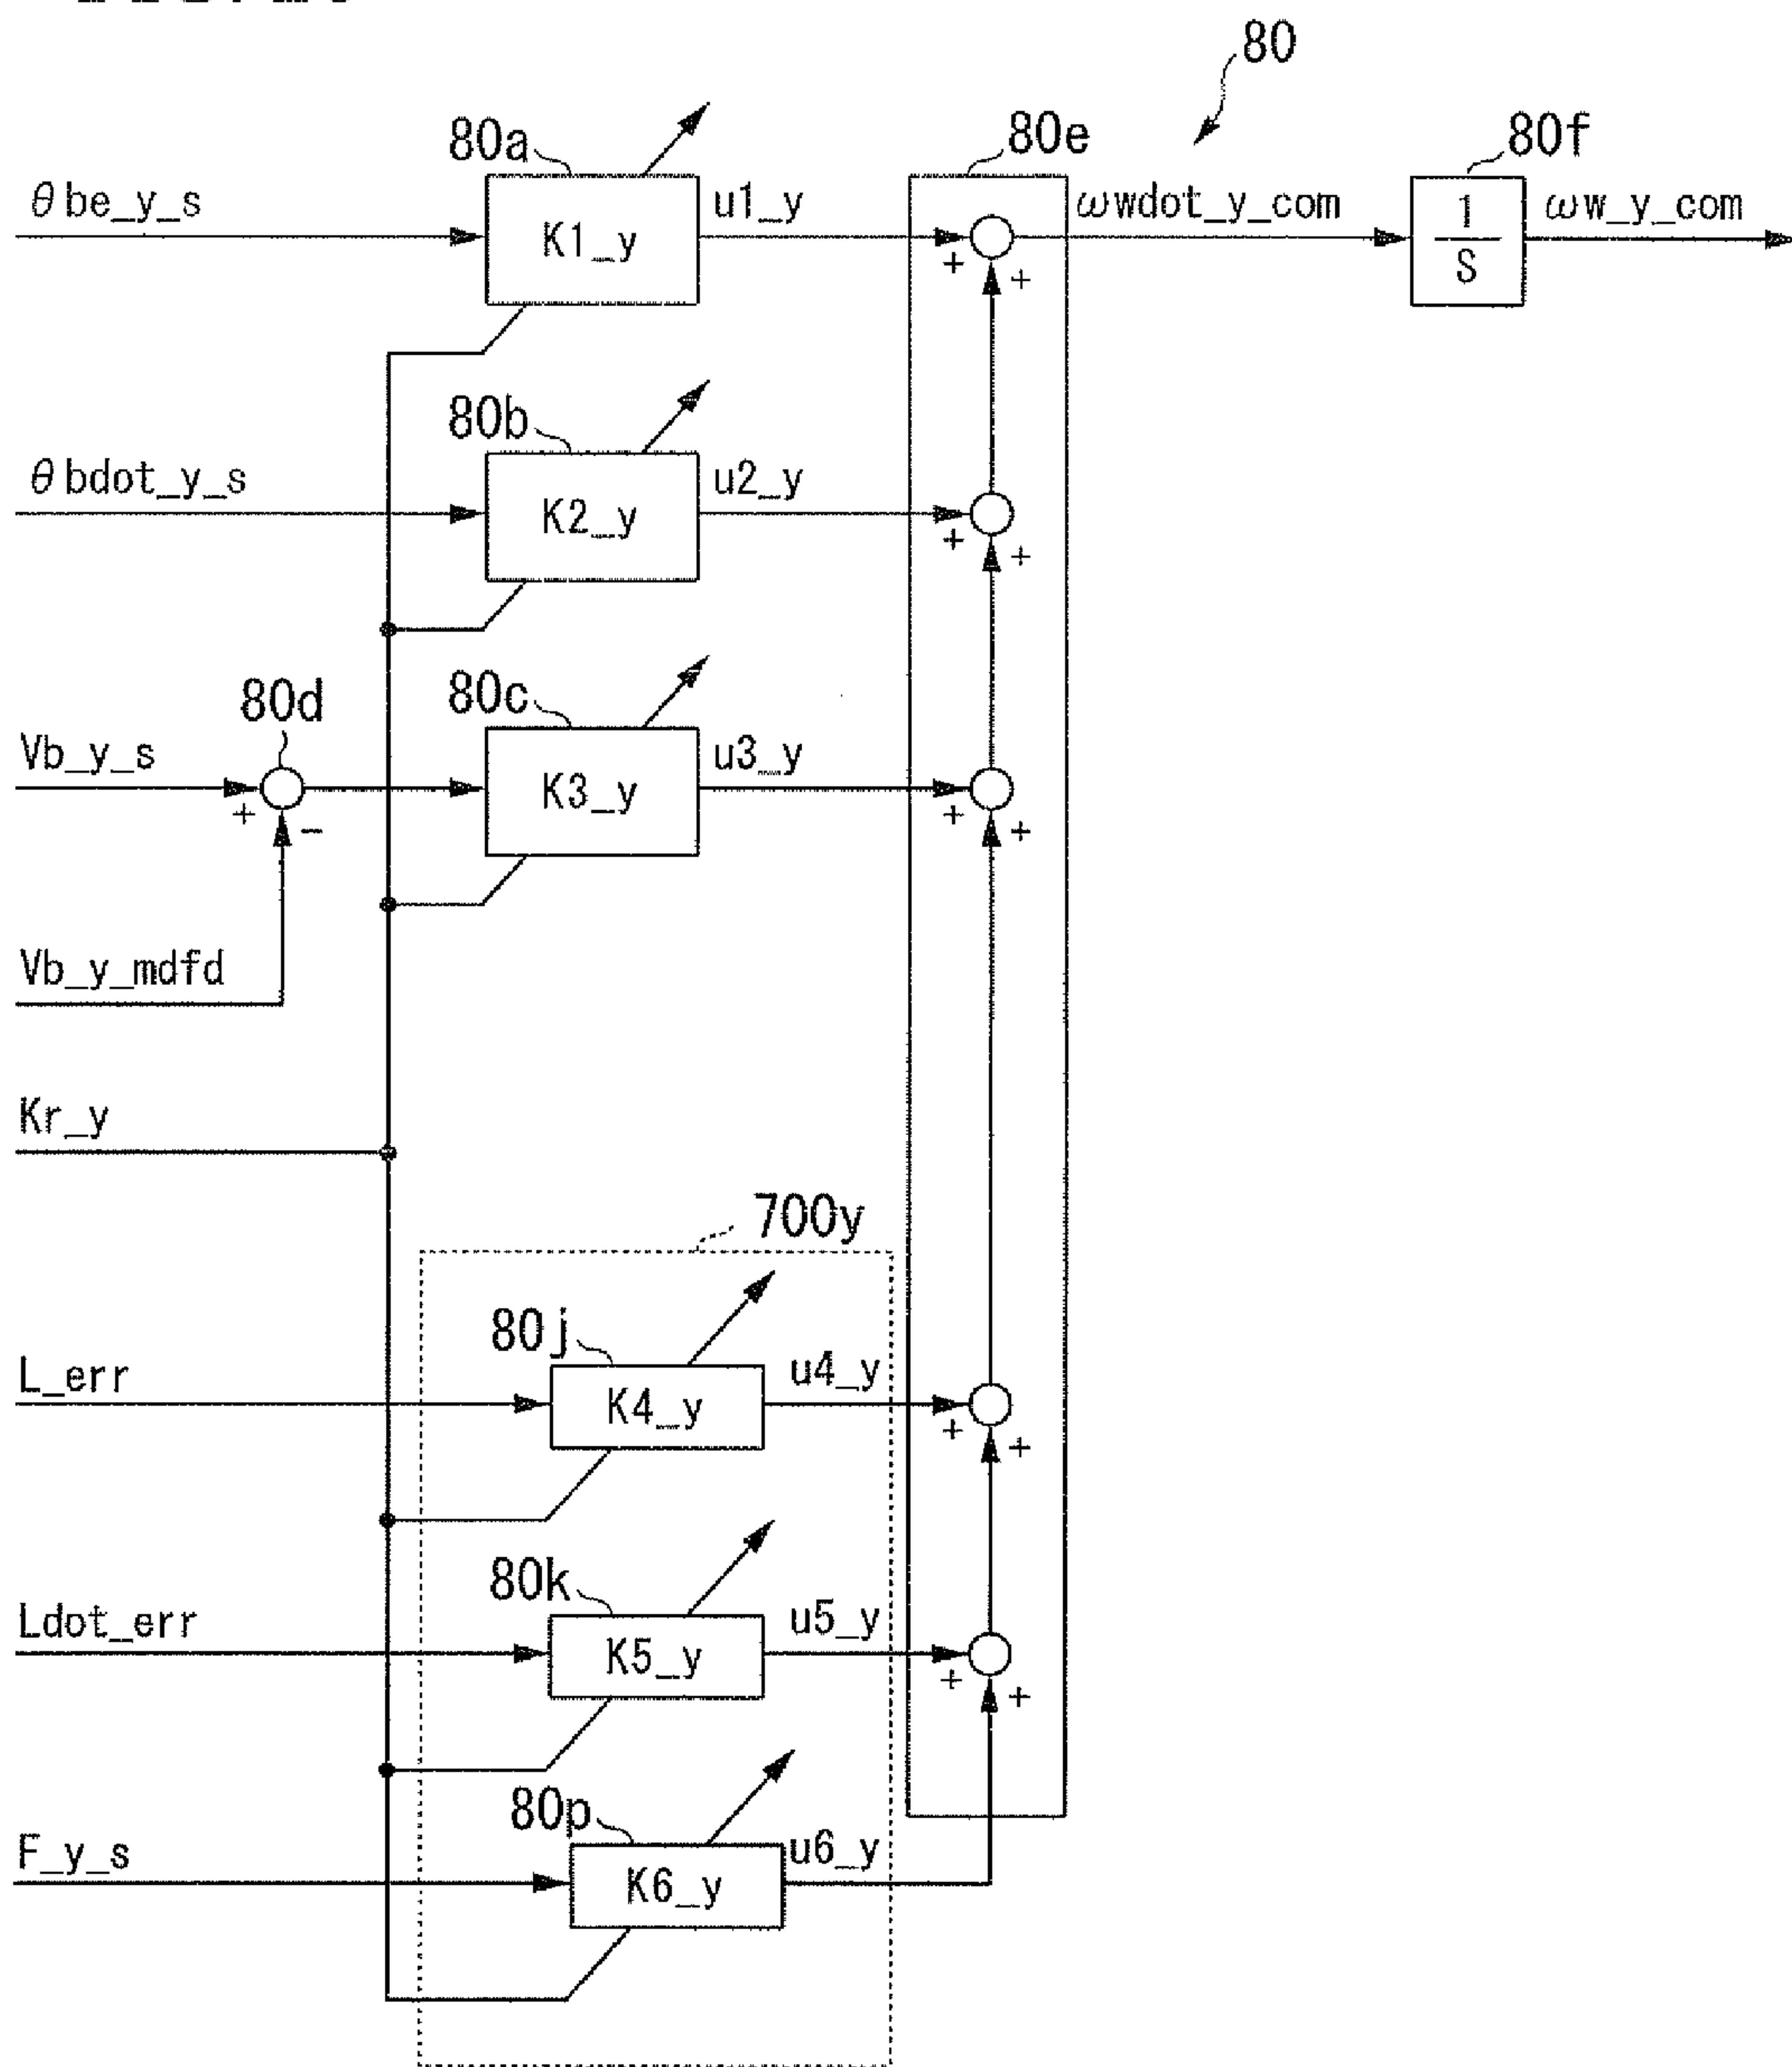 80
80a
80e
80f
θbe_y_s
K1_y
u1_y
+
+
ωwdot_y_com
1
S
ωw_y_com
80b
θbdot_y_s
K2_y
u2_y
+
+
80d
80c
Vb_y_s
+
-
K3_y
u3_y
+
+
Vb_y_mdfd
Kr_y
700y
80j
L_err
K4_y
u4_y
+
+
80k
Ldot_err
K5_y
u5_y
+
+
80p
F_y_s
K6_y
u6_y